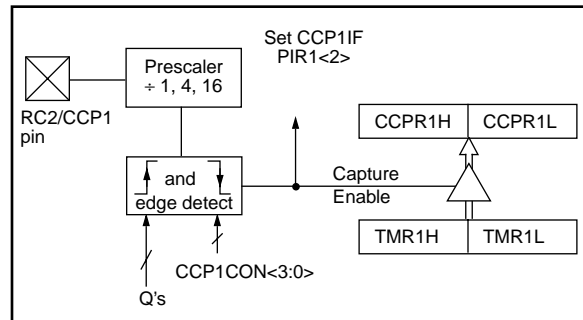 Set CCP1IF
PIR1<2>
Prescaler
÷ 1, 4, 16
RC2/CCP1
pin
CCPR1H CCPR1L
and
edge detect
Capture
Enable
TMR1H TMR1L
CCP1CON<3:0>
Q's